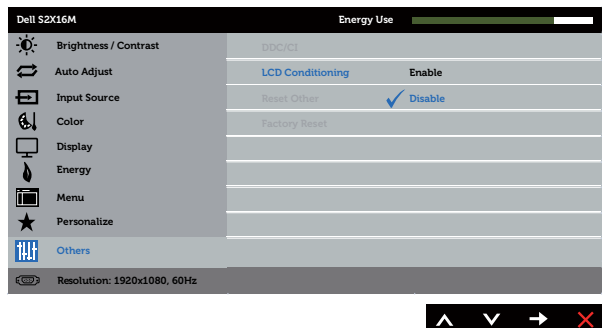 Dell S2X16M Energy Use
Brightness / Contrast DDC/CI
Auto Adjust LCD Conditioning Enable
Input Source Reset Other Disable
Color Factory Reset
Display
Energy
Menu
Personalize
Others
Resolution: 1920x1080, 60Hz